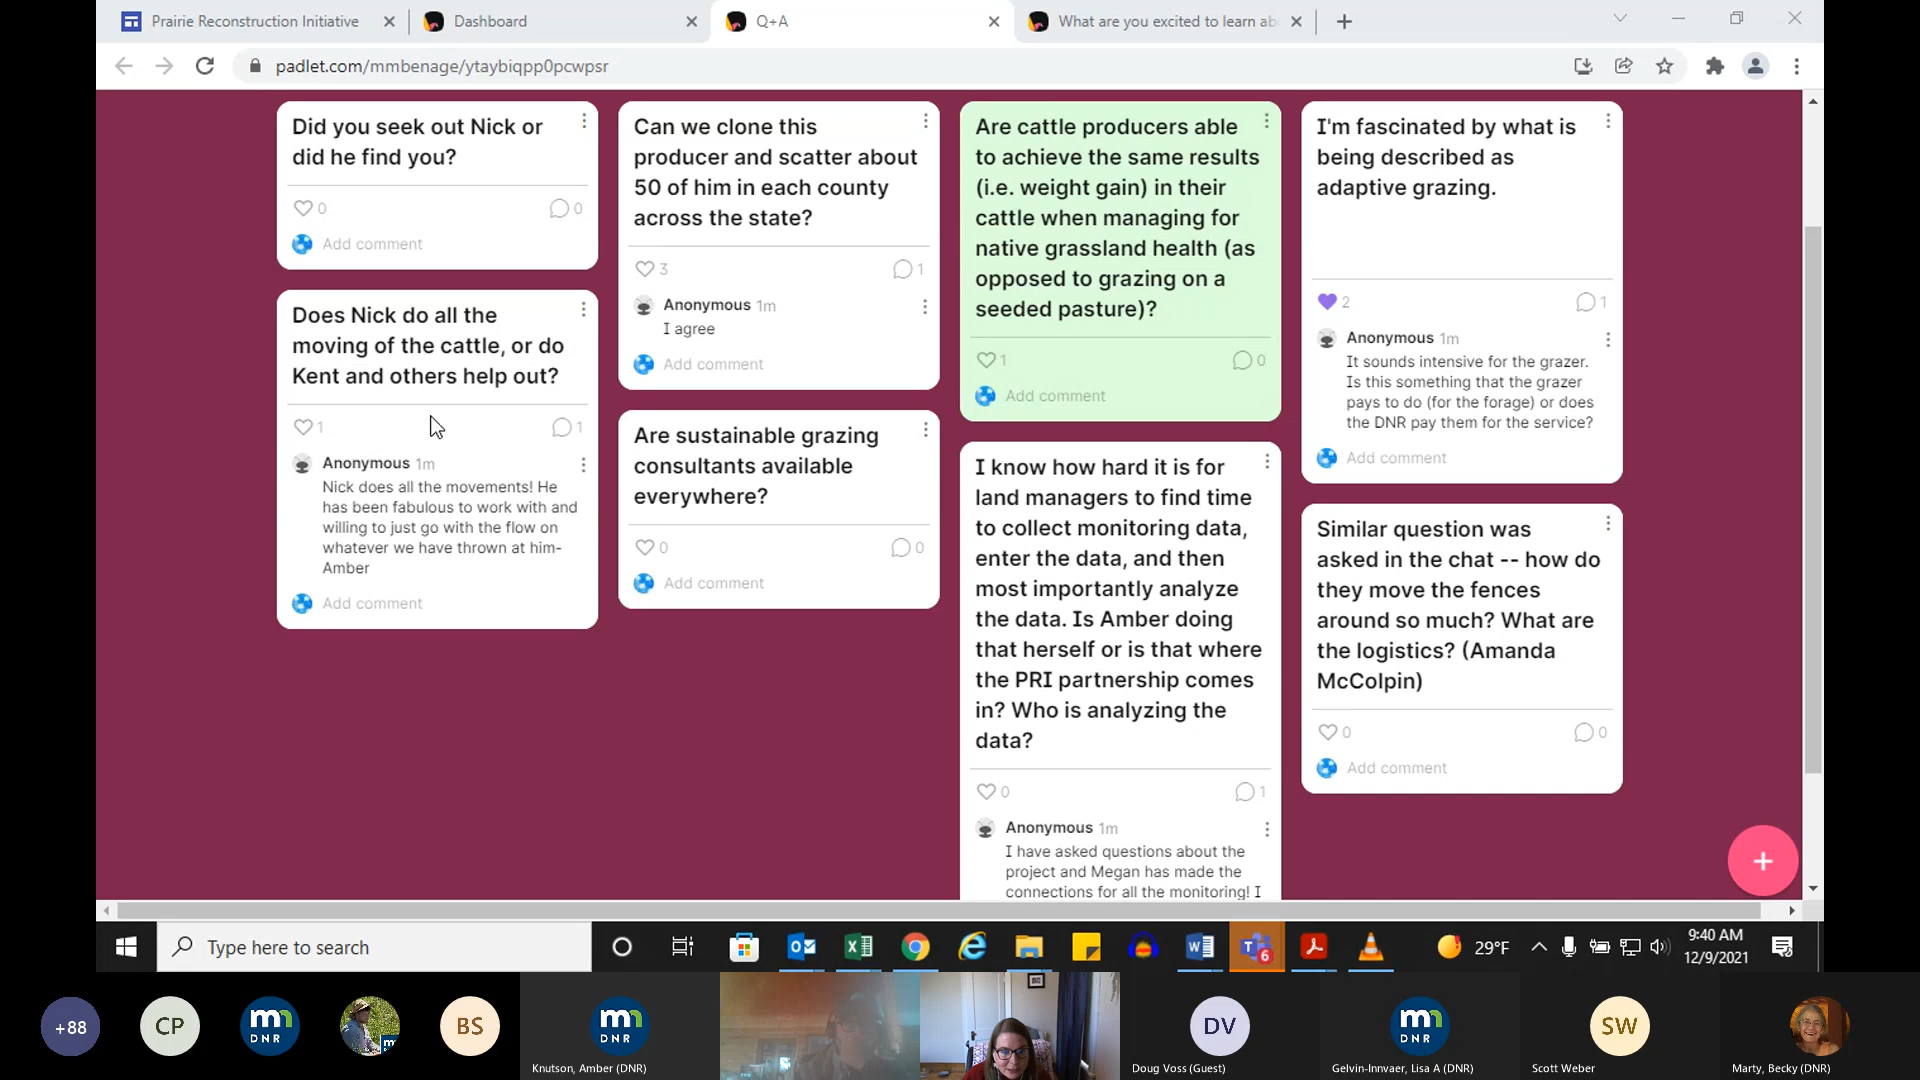 Prairie Reconstruction Initiative
Dashboard
Q+A
What are you excited to learn ab
padlet.com/mmbenage/ytaybiqpp0pcwpsr
Did you seek out Nick or
did he find you?
0
0
Add comment
Does Nick do all the
moving of the cattle, or do
Kent and others help out?
1
1
Anonymous 1m
Nick does all the movements! He
has been fabulous to work with and
willing to just go with the flow on
whatever we have thrown at him-
Amber
Add comment
Can we clone this
producer and scatter about
50 of him in each county
across the state?
3
1
Anonymous 1m
I agree
Add comment
Are sustainable grazing
consultants available
everywhere?
0
0
Add comment
Are cattle producers able
to achieve the same results
(i.e. weight gain) in their
cattle when managing for
native grassland health (as
opposed to grazing on a
seeded pasture)?
1
0
Add comment
I know how hard it is for
land managers to find time
to collect monitoring data,
enter the data, and then
most importantly analyze
the data. Is Amber doing
that herself or is that where
the PRI partnership comes
in? Who is analyzing the
data?
0
1
Anonymous 1m
I have asked questions about the
project and Megan has made the
connections for all the monitoring! I
I'm fascinated by what is
being described as
adaptive grazing.
2
1
Anonymous 1m
It sounds intensive for the grazer.
Is this something that the grazer
pays to do (for the forage) or does
the DNR pay them for the service?
Add comment
Similar question was
asked in the chat -- how do
they move the fences
around so much? What are
the logistics? (Amanda
McColpin)
0
0
Add comment
Type here to search
6
29°F
9:40 AM
12/9/2021
+88
CP
mn
DNR
m
BS
mn
DNR
Knutson, Amber (DNR)
DV
Doug Voss (Guest)
mn
DNR
Gelvin-Innvaer, Lisa A (DNR)
SW
Scott Weber
Marty, Becky (DNR)